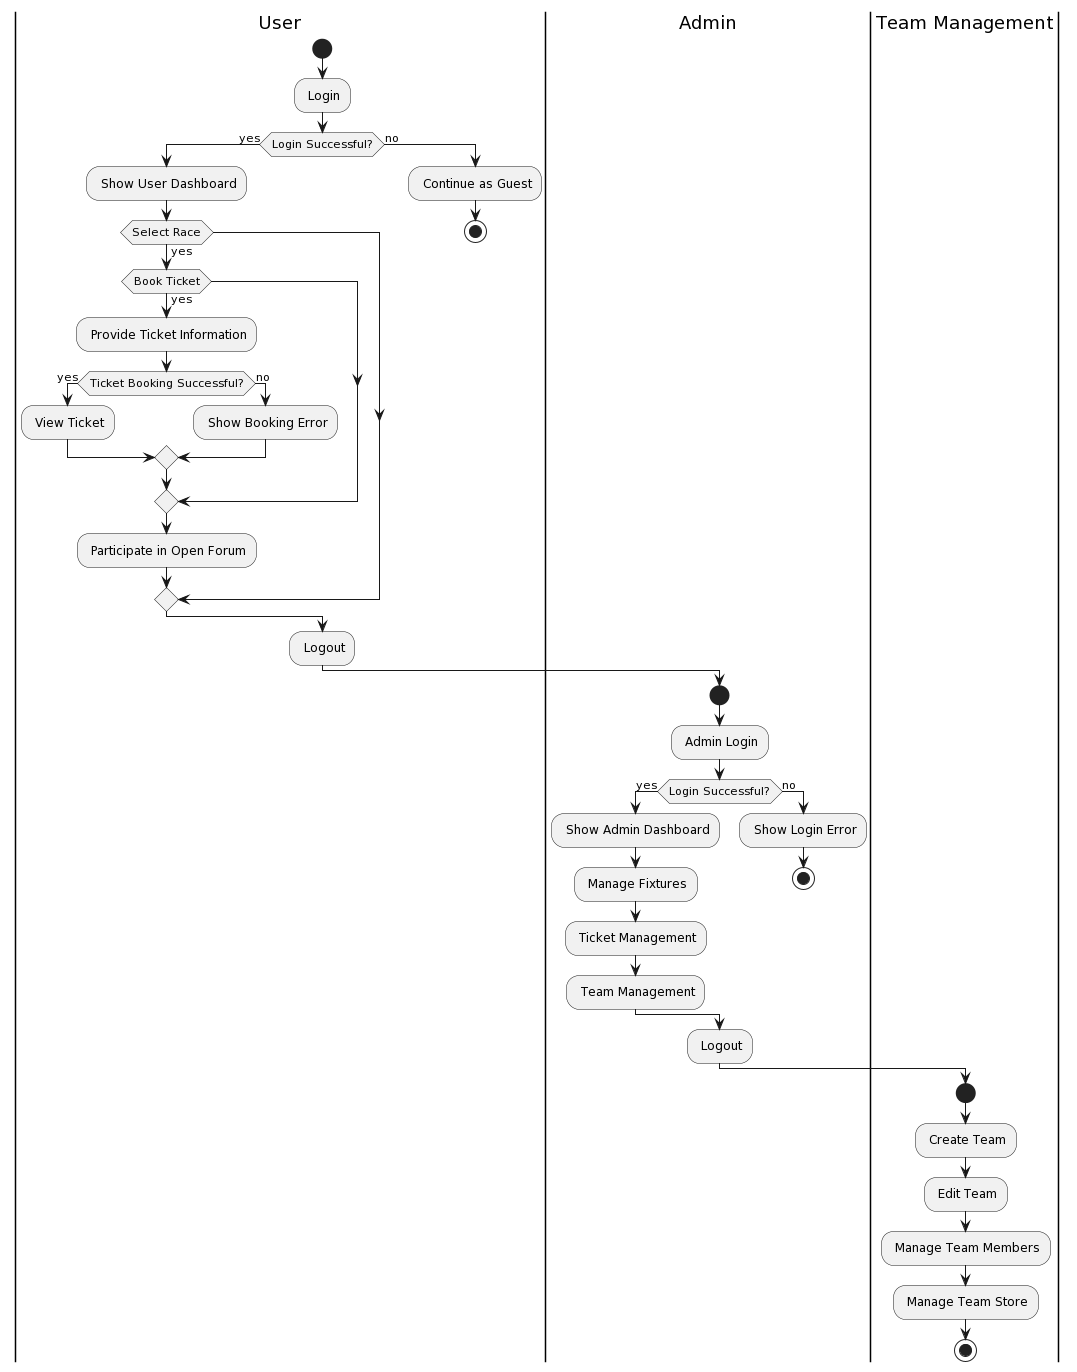 User
Admin
Team Management
Login
yes
Login Successful?
no
Show User Dashboard
Continue as Guest
Select Race
yes
Book Ticket
yes
Provide Ticket Information
yes
Ticket Booking Successful?
no
View Ticket
Show Booking Error
Participate in Open Forum
Logout
Admin Login
yes
Login Successful?
no
Show Admin Dashboard
Show Login Error
Manage Fixtures
Ticket Management
Team Management
Logout
Create Team
Edit Team
Manage Team Members
Manage Team Store